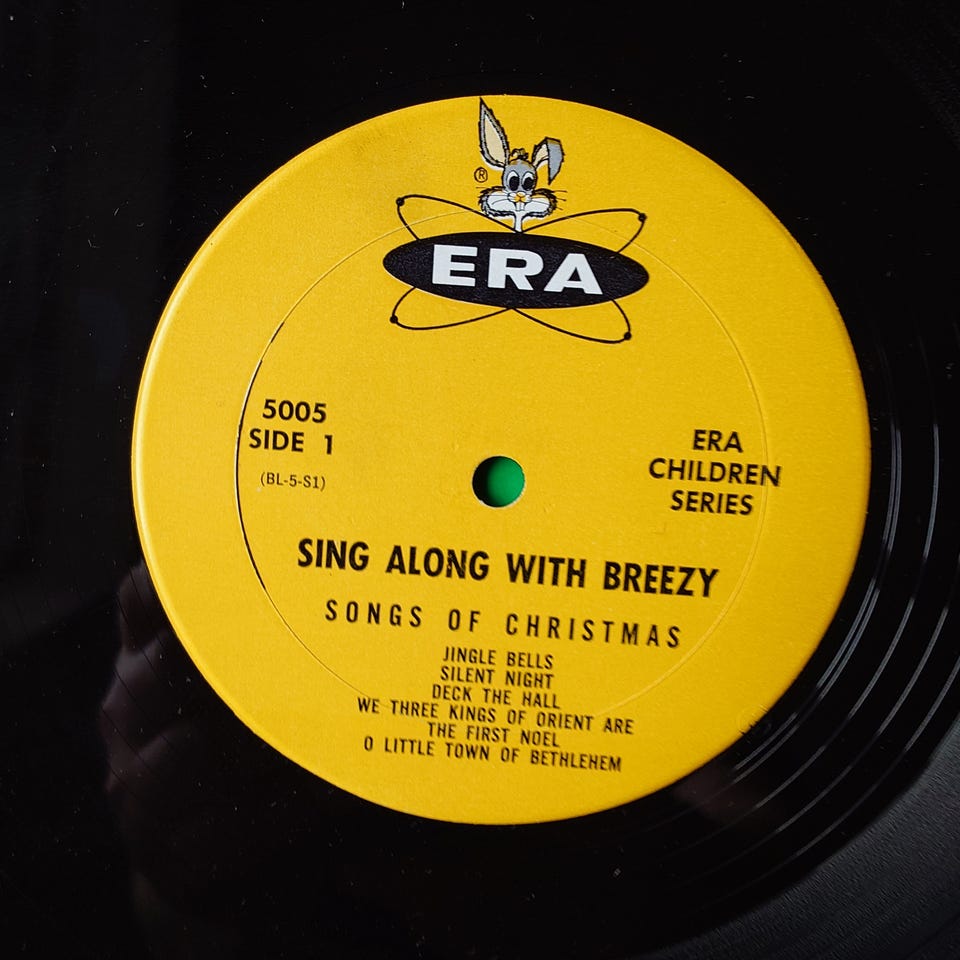 ®
ERA
5005
SIDE 1
(BL-5-S1)
ERA
CHILDREN
SERIES
SING ALONG WITH BREEZY
SONGS OF CHRISTMAS
JINGLE BELLS
SILENT NIGHT
DECK THE HALL
WE THREE KINGS OF ORIENT ARE
THE FIRST NOEL
O LITTLE TOWN OF BETHLEHEM